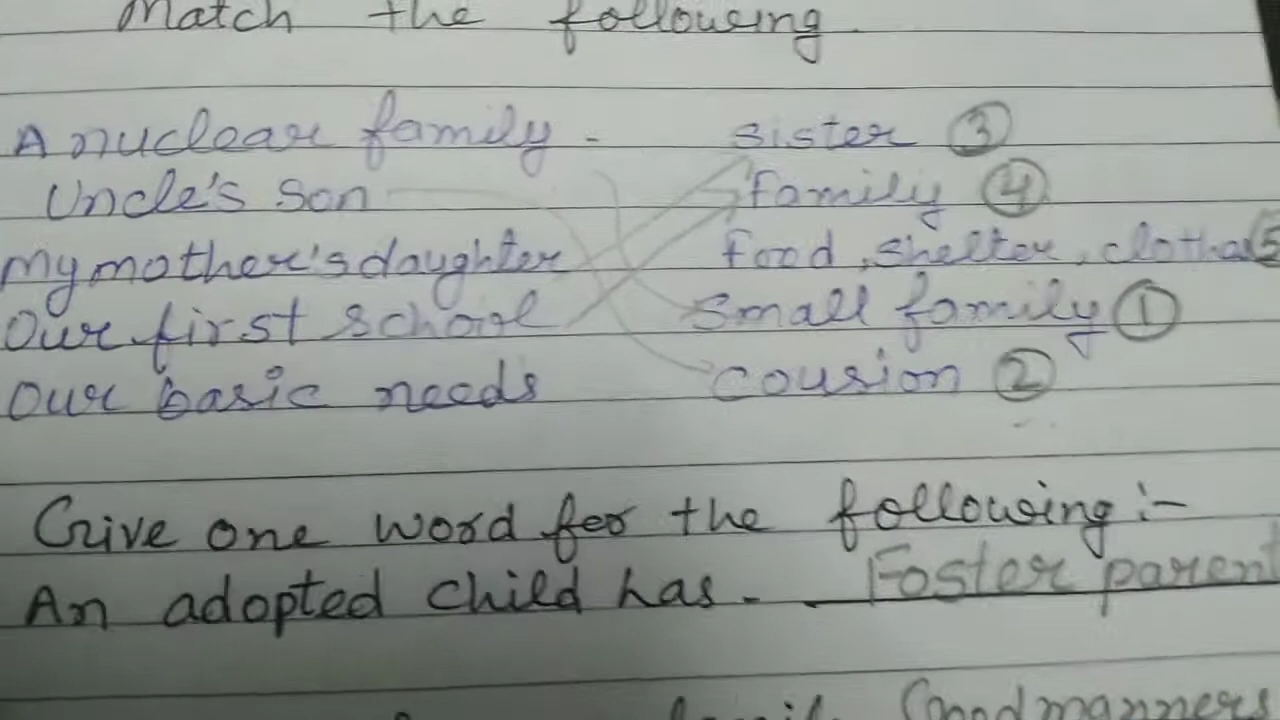 Match the following
A nuclear family - sister ③
Uncle's son family ④
My mother's daughter food, shelter, clothes ⑤
Our first school small family ①
Our basic needs cousion ②
Give one word for the following :-
An adopted child has - Foster parent
Good manners